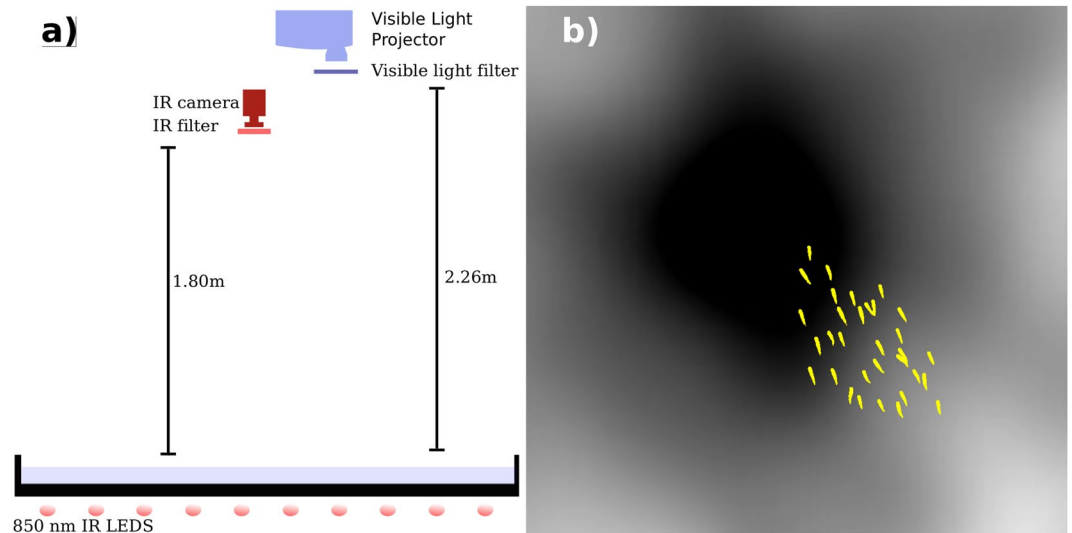 a)
Visible Light
Projector
Visible light filter
IR camera
IR filter
1.80m
2.26m
850 nm IR LEDS
b)